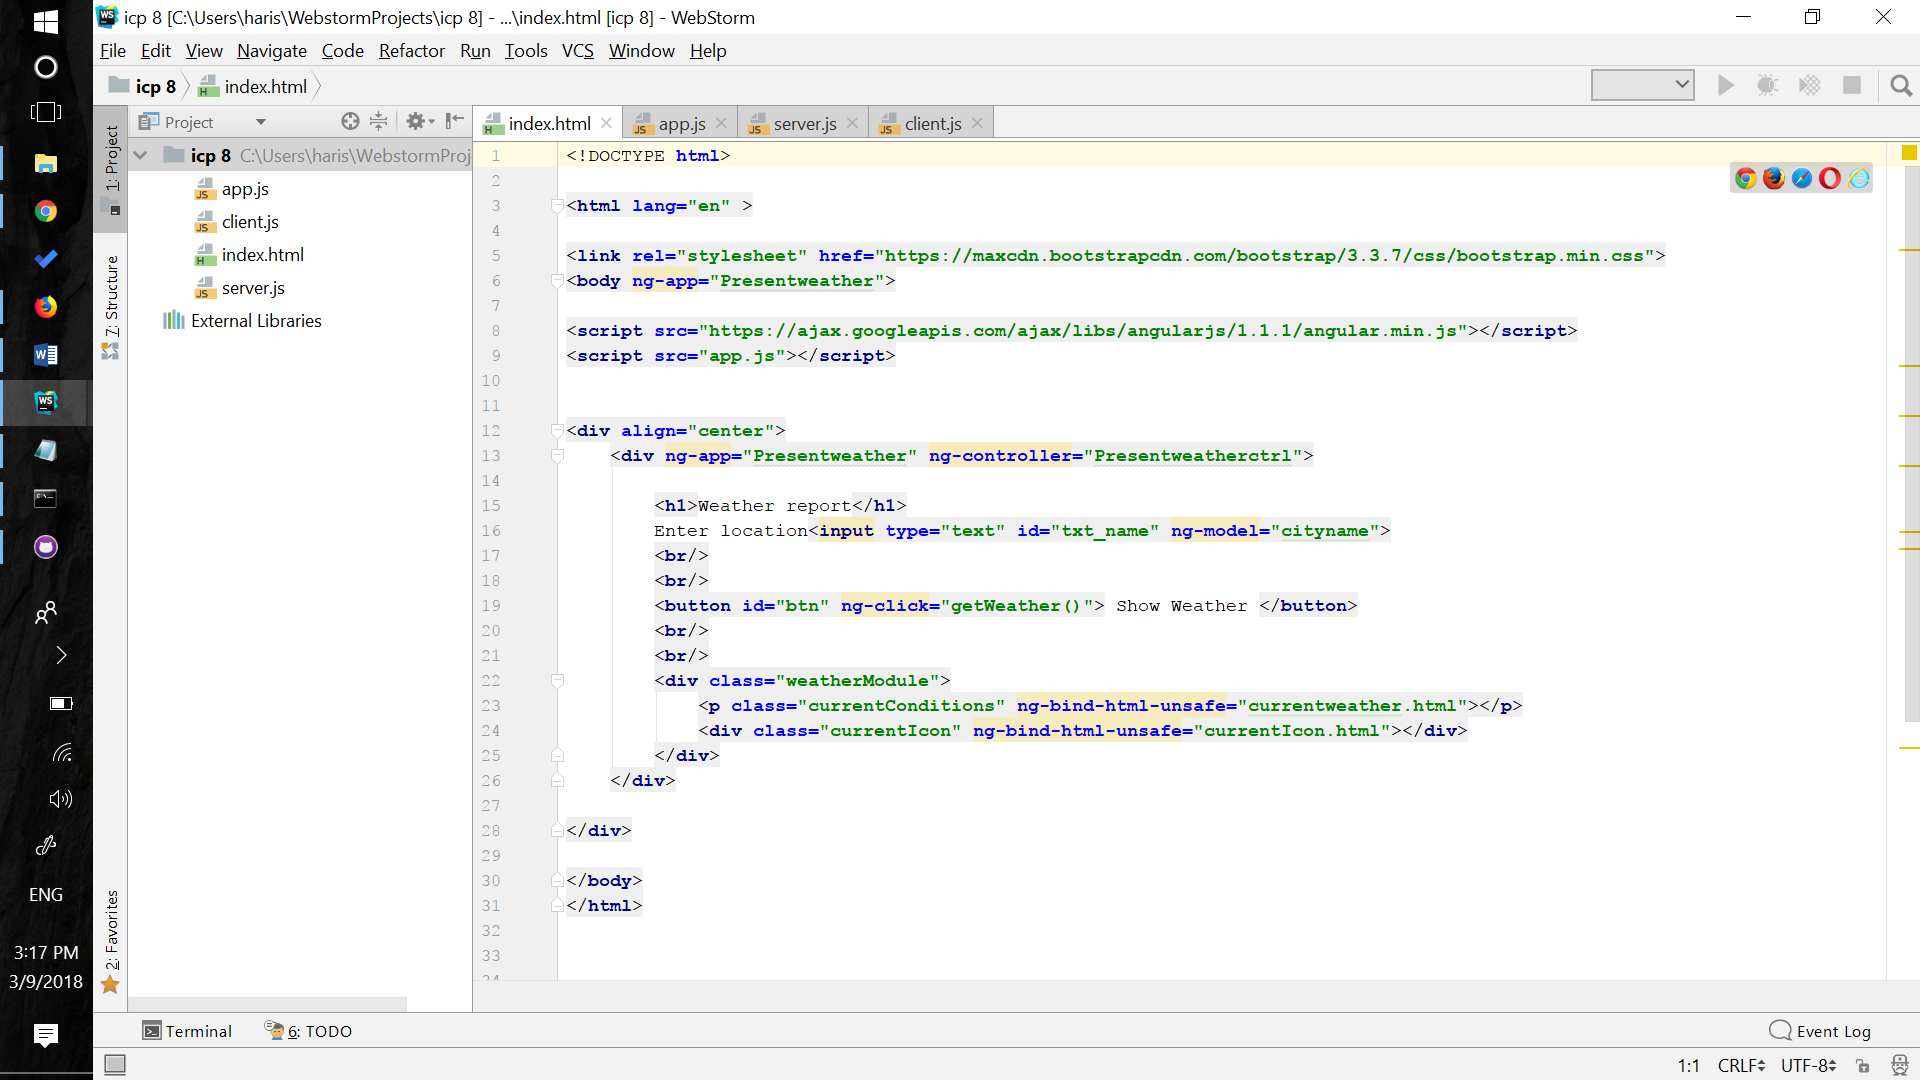 icp 8 [C:\Users\haris\WebstormProjects\icp 8] - ...\index.html [icp 8] - WebStorm
File Edit View Navigate Code Refactor Run Tools VCS Window Help
icp 8 index.html
Project
index.html app.js server.js client.js
1: Project
7: Structure
2: Favorites
icp 8 C:\Users\haris\WebstormProj
app.js
client.js
index.html
server.js
External Libraries
1 <!DOCTYPE html>
2
3 <html lang="en" >
4
5 <link rel="stylesheet" href="https://maxcdn.bootstrapcdn.com/bootstrap/3.3.7/css/bootstrap.min.css">
6 <body ng-app="Presentweather">
7
8 <script src="https://ajax.googleapis.com/ajax/libs/angularjs/1.1.1/angular.min.js"></script>
9 <script src="app.js"></script>
10
11
12 <div align="center">
13 <div ng-app="Presentweather" ng-controller="Presentweatherctrl">
14
15 <h1>Weather report</h1>
16 Enter location<input type="text" id="txt_name" ng-model="cityname">
17 <br/>
18 <br/>
19 <button id="btn" ng-click="getWeather()"> Show Weather </button>
20 <br/>
21 <br/>
22 <div class="weatherModule">
23 <p class="currentConditions" ng-bind-html-unsafe="currentweather.html"></p>
24 <div class="currentIcon" ng-bind-html-unsafe="currentIcon.html"></div>
25 </div>
26 </div>
27
28 </div>
29
30 </body>
31 </html>
32
33
34
ENG
3:17 PM
3/9/2018
Terminal 6: TODO Event Log
1:1 CRLF UTF-8